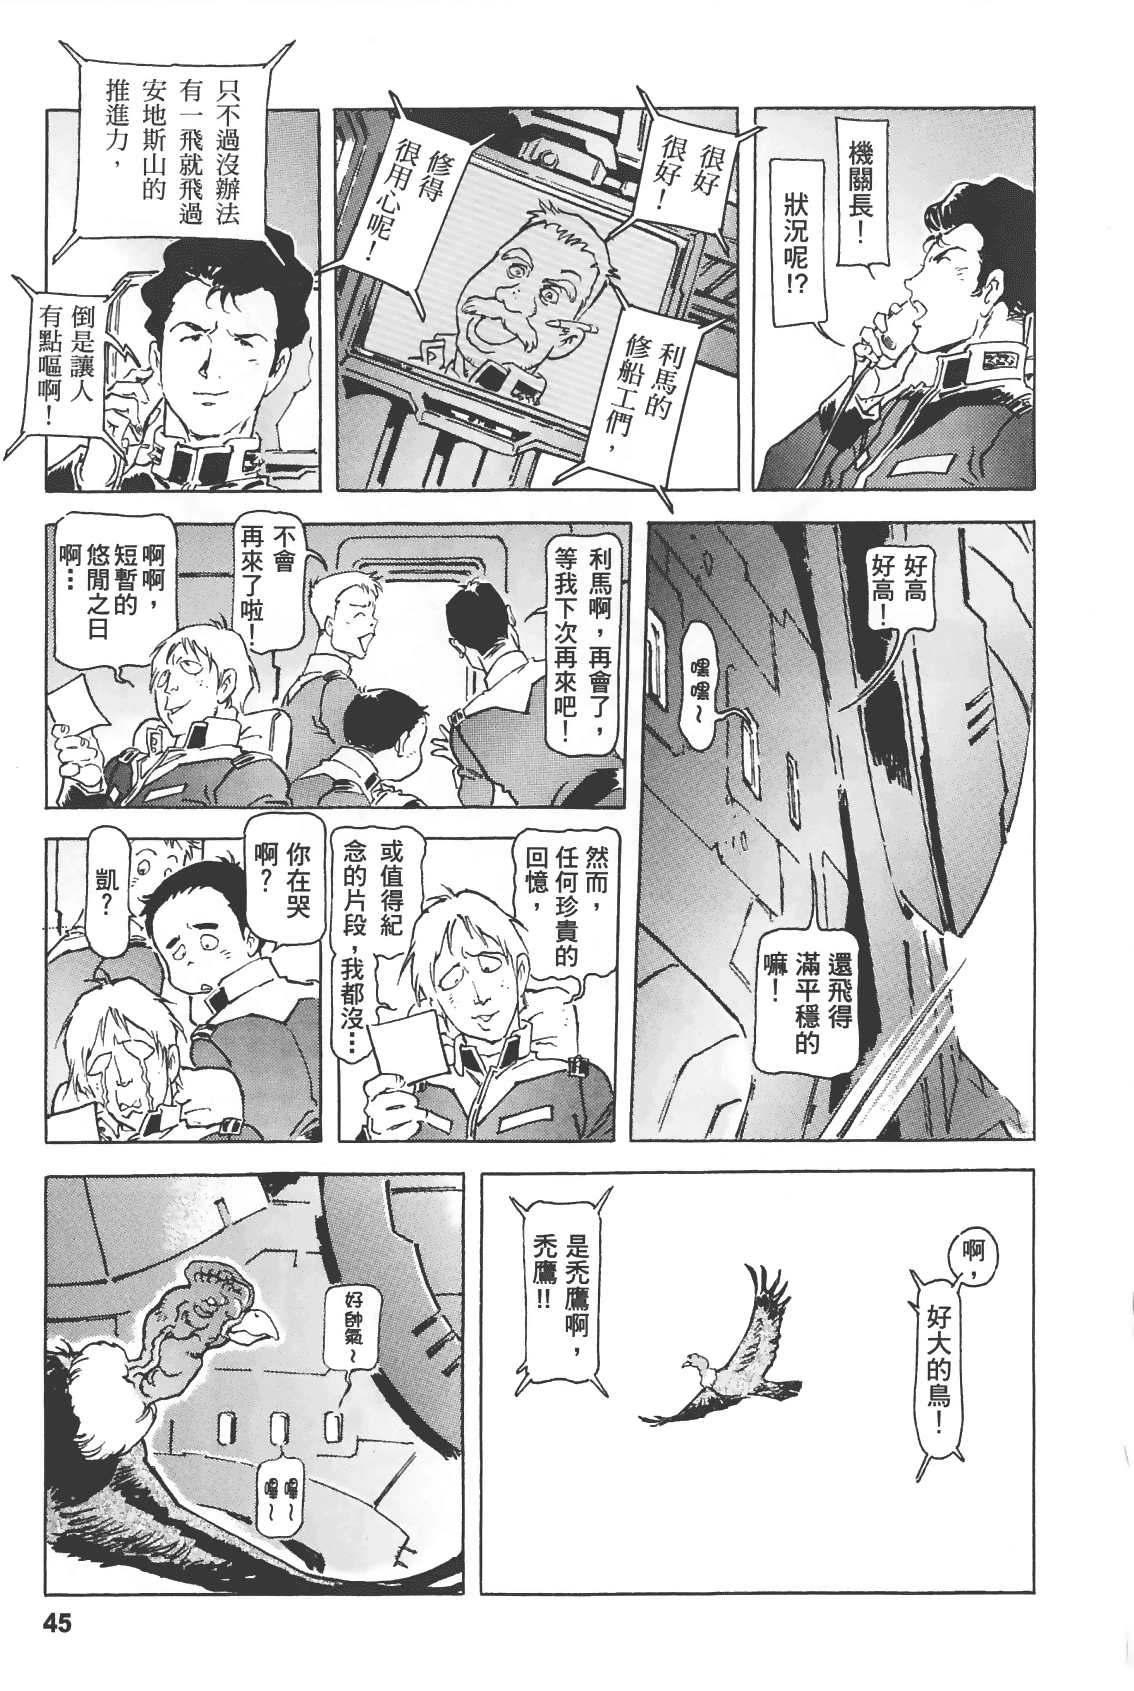 機關長！
狀況呢!?
很好
很好！
利馬的
修船工們，
修得
很用心呢！
只不過沒辦法
有一飛就飛過
安地斯山的
推進力，
倒是讓人
有點嘔啊！
好高
好高！
嘿嘿～
還飛得
滿平穩的
嘛！
利馬啊，再會了，
等我下次再來吧！
不會
再來了啦！
啊啊，
短暫的
悠閒之日
啊…
然而，
任何珍貴的
回憶，
或值得紀
念的片段，我都沒…
你在哭
啊？
凱？
啊，
好大的鳥！
是禿鷹啊，
禿鷹!!
好帥氣～
嗶～
嗶～
45